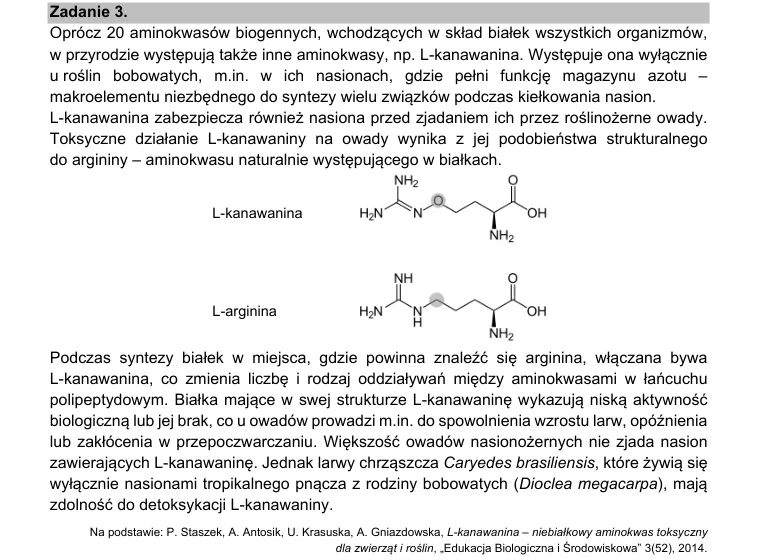 Zadanie 3.
Oprócz 20 aminokwasów biogennych, wchodzących w skład białek wszystkich organizmów,
w przyrodzie występują także inne aminokwasy, np. L-kanawanina. Występuje ona wyłącznie
u roślin bobowatych, m.in. w ich nasionach, gdzie pełni funkcję magazynu azotu –
makroelementu niezbędnego do syntezy wielu związków podczas kiełkowania nasion.
L-kanawanina zabezpiecza również nasiona przed zjadaniem ich przez roślinożerne owady.
Toksyczne działanie L-kanawaniny na owady wynika z jej podobieństwa strukturalnego
do argininy – aminokwasu naturalnie występującego w białkach.
NH2 O
L-kanawanina H2N N O OH
NH2
NH O
L-arginina H2N N OH
H NH2
Podczas syntezy białek w miejsca, gdzie powinna znaleźć się arginina, włączana bywa
L-kanawanina, co zmienia liczbę i rodzaj oddziaływań między aminokwasami w łańcuchu
polipeptydowym. Białka mające w swej strukturze L-kanawaninę wykazują niską aktywność
biologiczną lub jej brak, co u owadów prowadzi m.in. do spowolnienia wzrostu larw, opóźnienia
lub zakłócenia w przepoczwarczaniu. Większość owadów nasionożernych nie zjada nasion
zawierających L-kanawaninę. Jednak larwy chrząszcza Caryedes brasiliensis, które żywią się
wyłącznie nasionami tropikalnego pnącza z rodziny bobowatych (Dioclea megacarpa), mają
zdolność do detoksykacji L-kanawaniny.
Na podstawie: P. Staszek, A. Antosik, U. Krasuska, A. Gniazdowska, L-kanawanina – niebiałkowy aminokwas toksyczny
dla zwierząt i roślin, „Edukacja Biologiczna i Środowiskowa” 3(52), 2014.